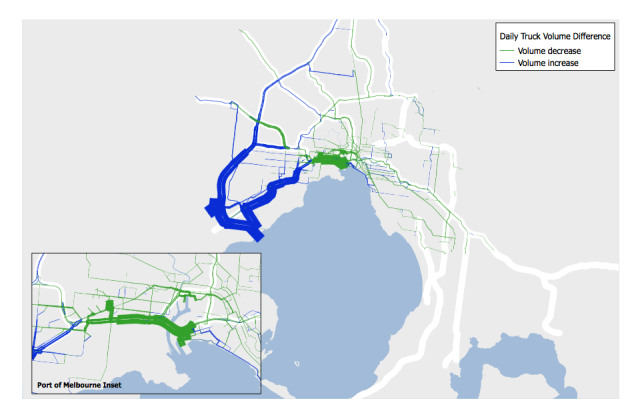 Daily Truck Volume Difference
Volume decrease
Volume increase
Port of Melbourne Inset